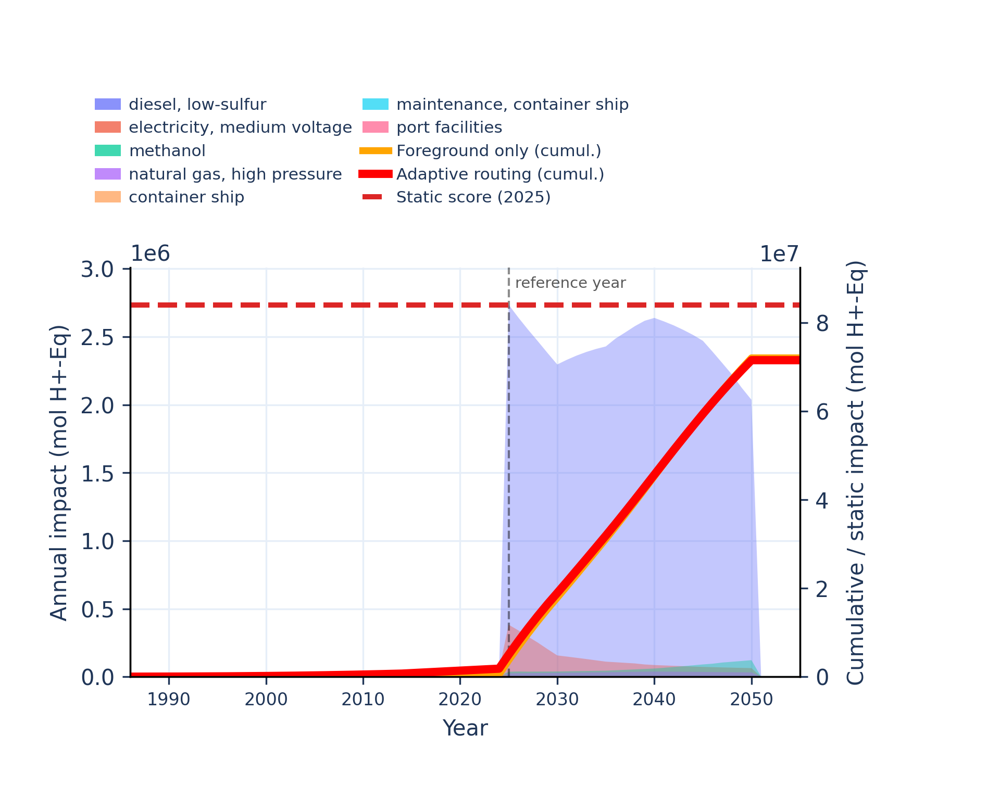 diesel, low-sulfur
electricity, medium voltage
methanol
natural gas, high pressure
container ship
maintenance, container ship
port facilities
Foreground only (cumul.)
Adaptive routing (cumul.)
Static score (2025)
1e6
1e7
3.0
2.5
2.0
1.5
1.0
0.5
0.0
Annual impact (mol H+-Eq)
reference year
8
6
4
2
0
Cumulative / static impact (mol H+-Eq)
1990 2000 2010 2020 2030 2040 2050
Year